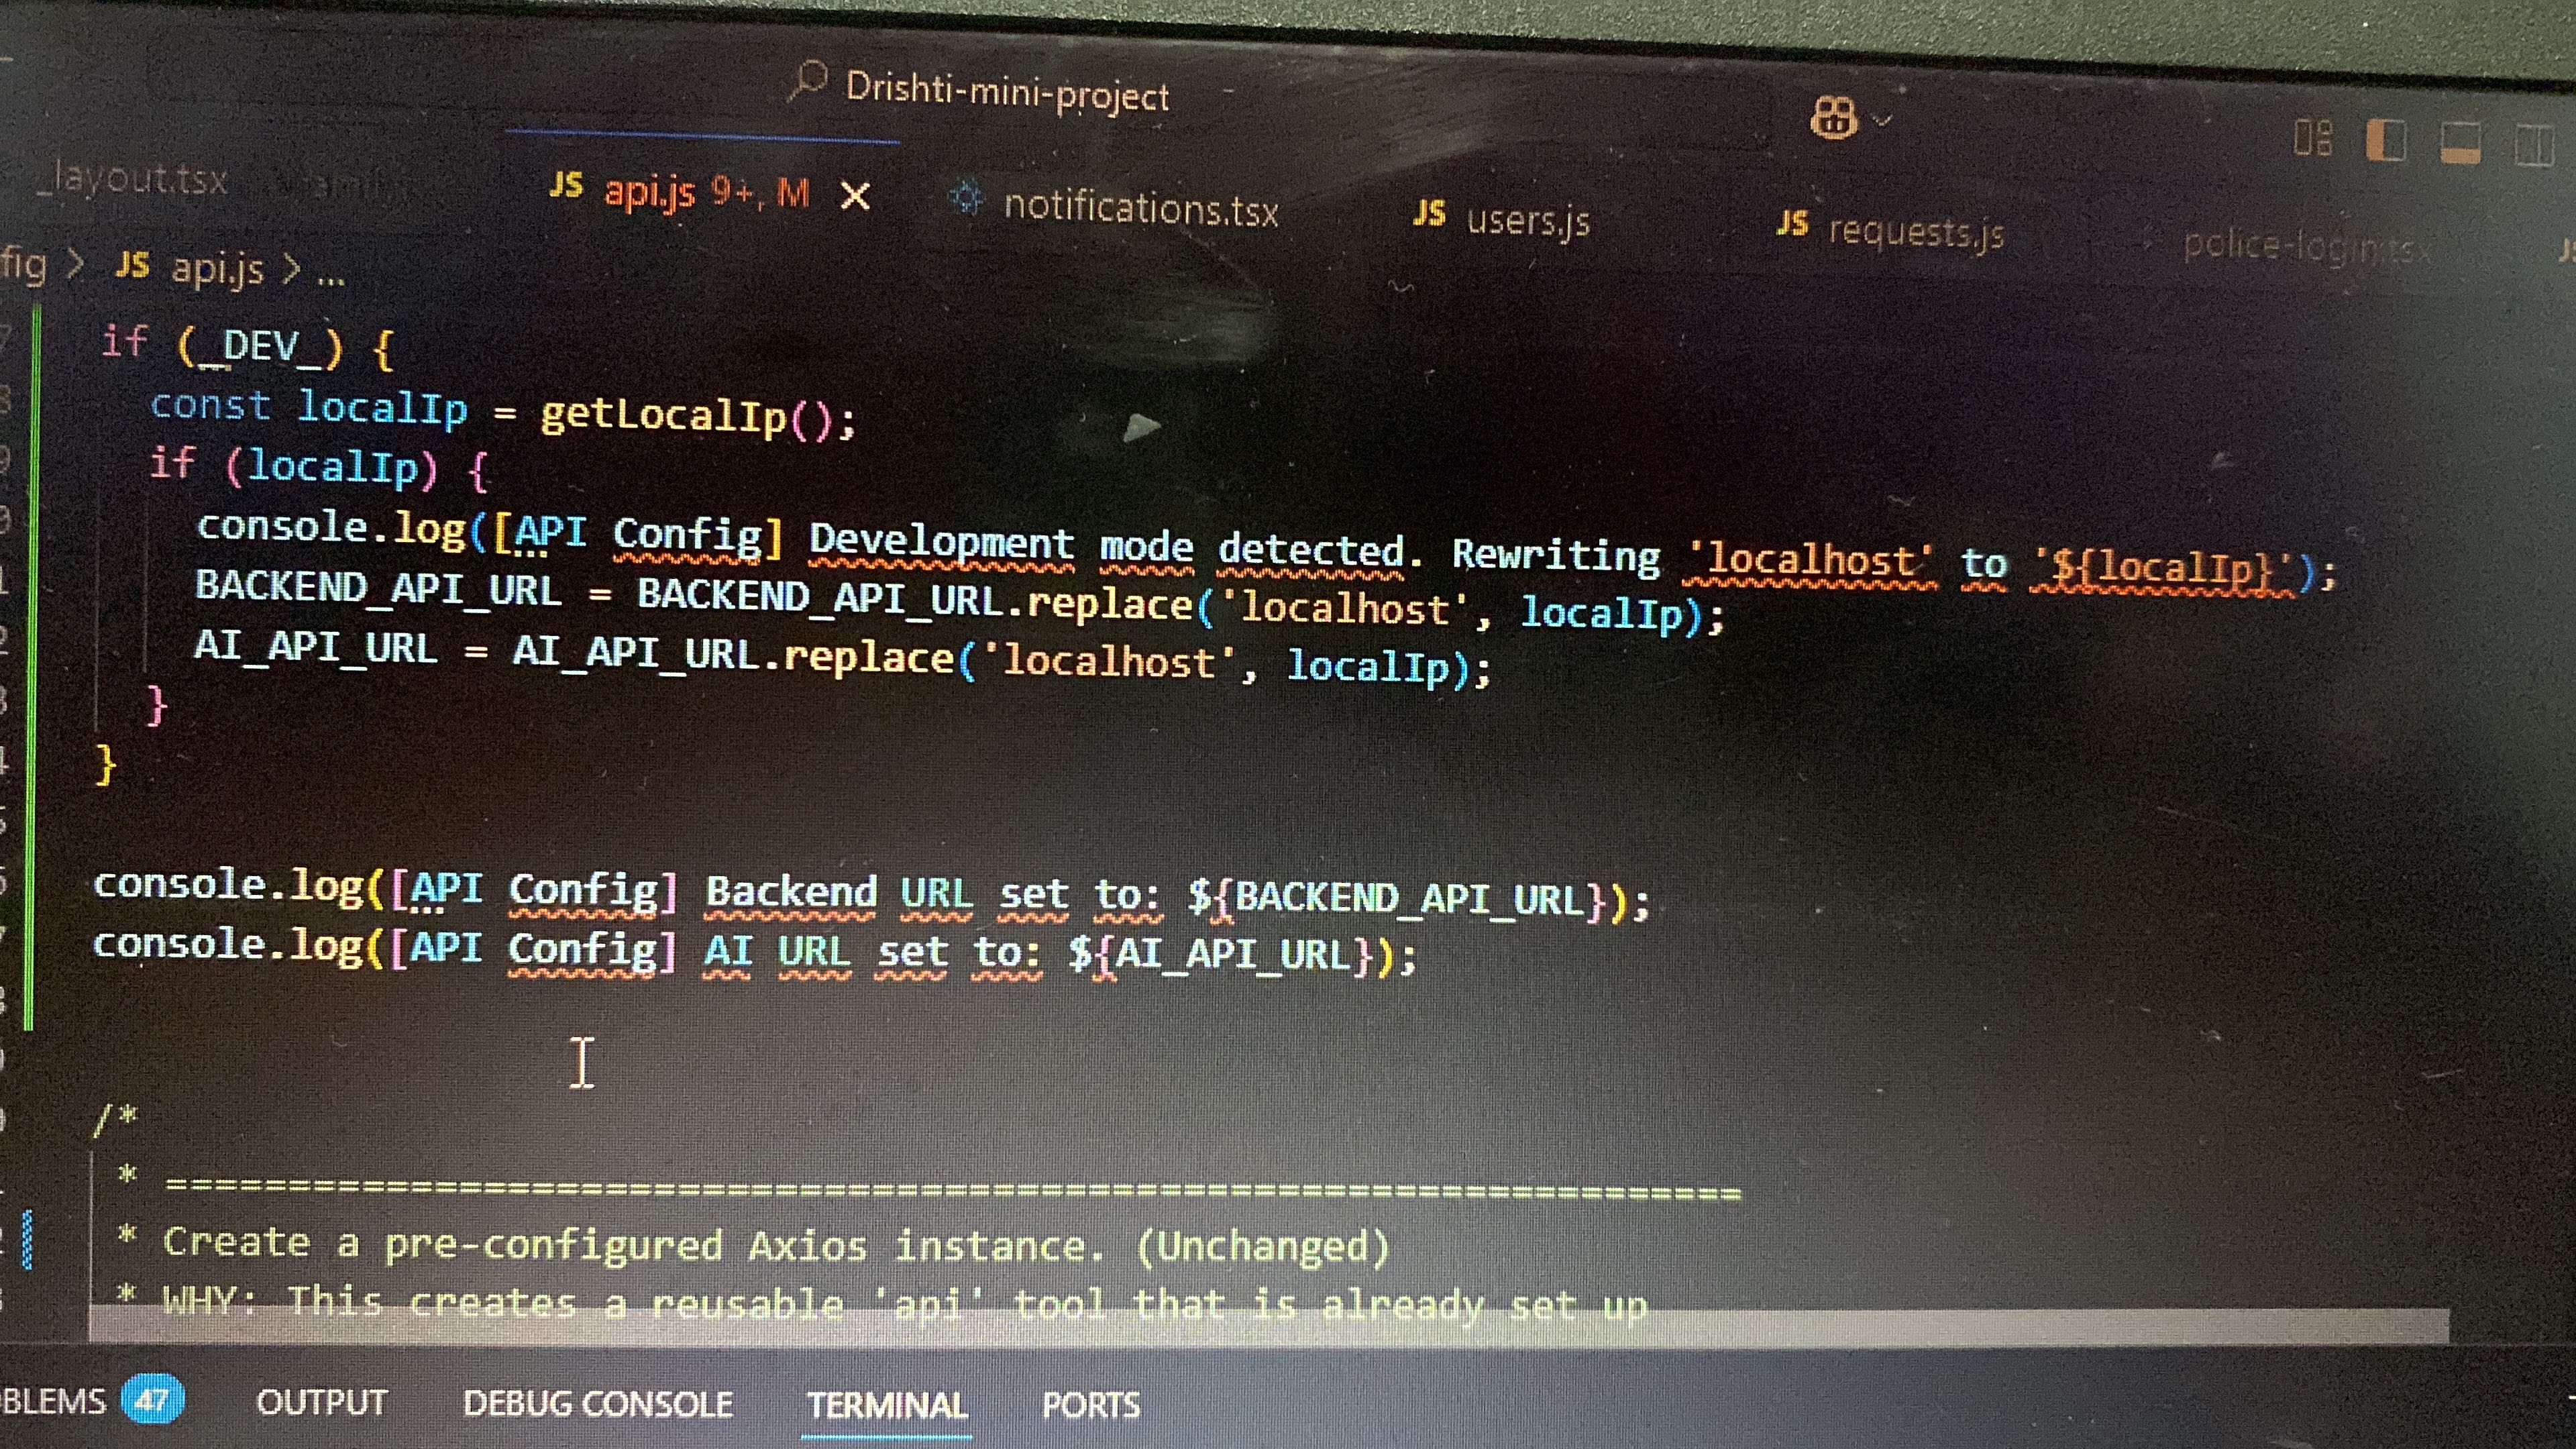 Drishti-mini-project
_layout.tsx JS api.js 9+, M X notifications.tsx JS users.js JS requests.js police-login.tsx
fig > JS api.js > ...
if (_DEV_) {
const localIp = getLocalIp();
if (localIp) {
console.log([API Config] Development mode detected. Rewriting 'localhost' to '${localIp}');
BACKEND_API_URL = BACKEND_API_URL.replace('localhost', localIp);
AI_API_URL = AI_API_URL.replace('localhost', localIp);
}
}
console.log([API Config] Backend URL set to: ${BACKEND_API_URL});
console.log([API Config] AI URL set to: ${AI_API_URL});
/*
* ============================================================================
* Create a pre-configured Axios instance. (Unchanged)
* WHY: This creates a reusable 'api' tool that is already set up
BLEMS 47 OUTPUT DEBUG CONSOLE TERMINAL PORTS